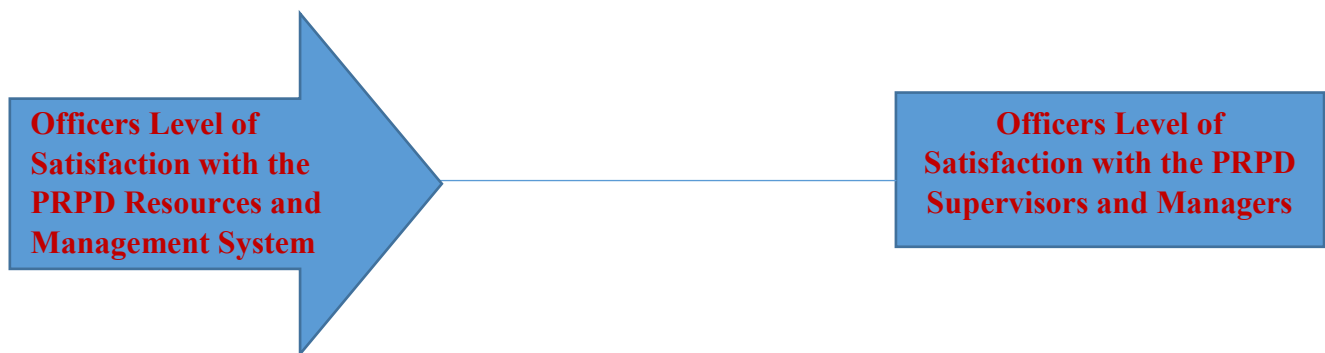 Officers Level of
Satisfaction with the
PRPD Resources and
Management System
Officers Level of
Satisfaction with the PRPD
Supervisors and Managers